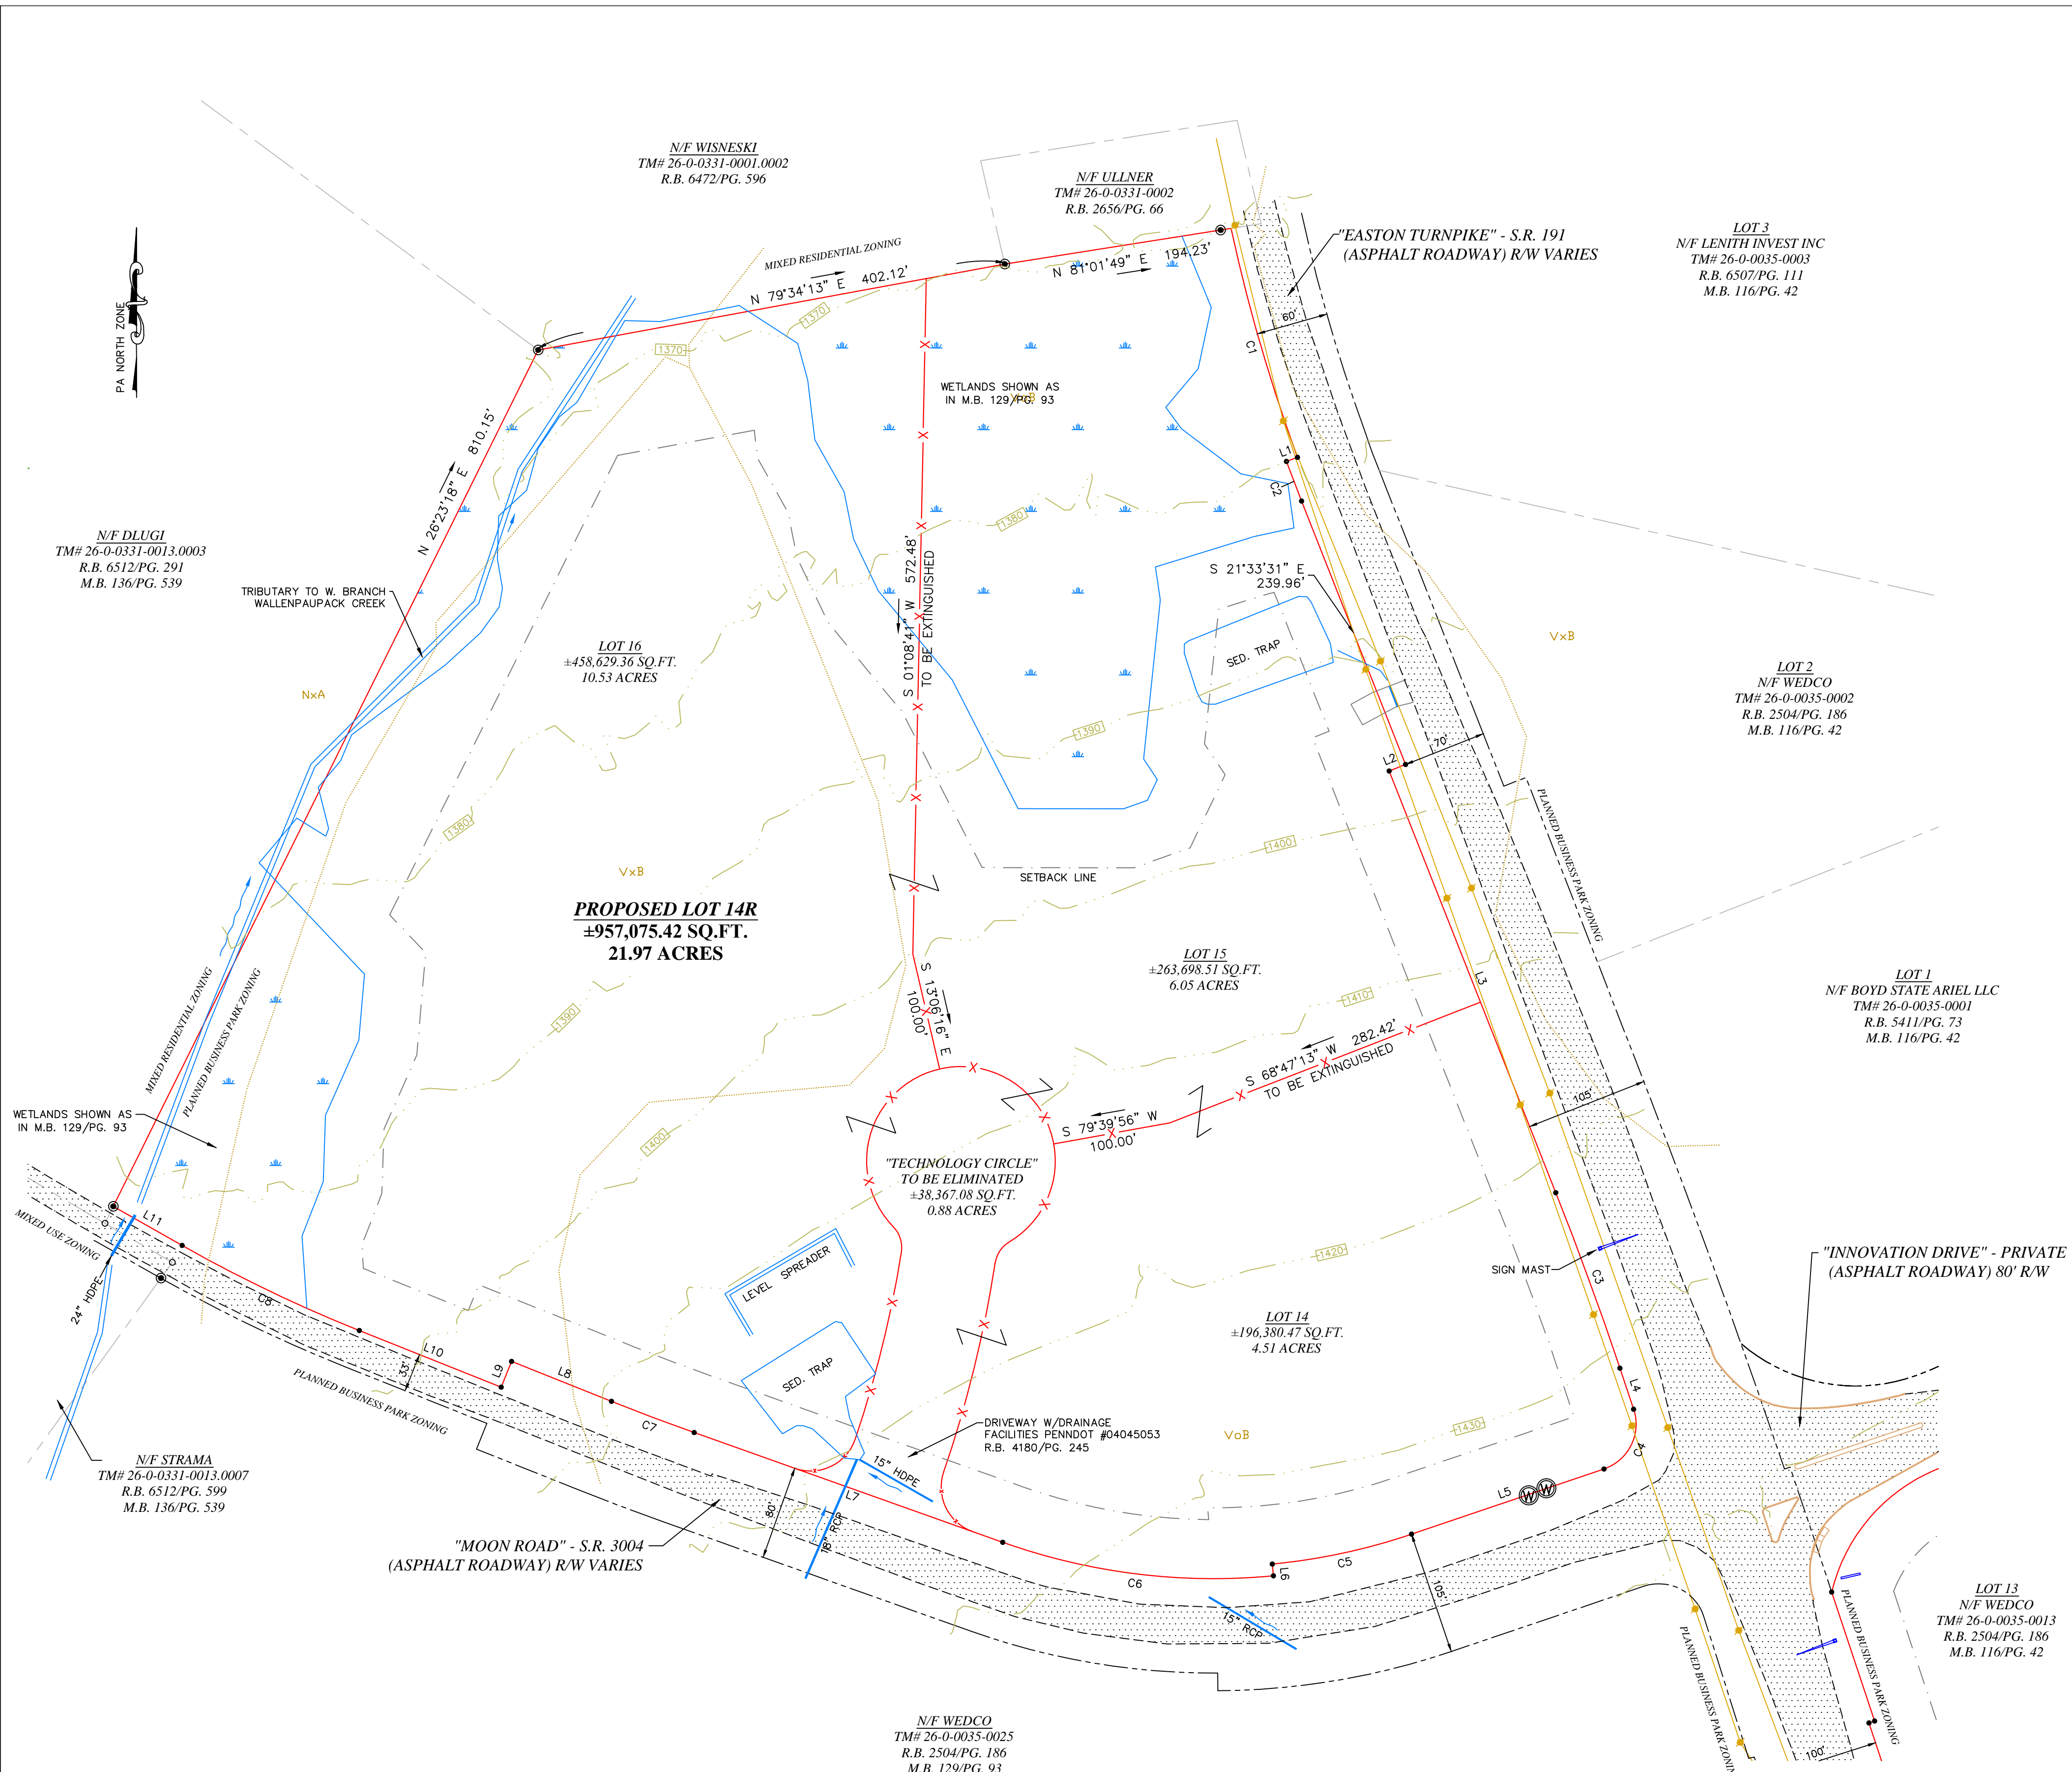 N/F WISNESKI
TM# 26-0-0331-0001.0002
R.B. 6472/PG. 596
N/F ULLNER
TM# 26-0-0331-0002
R.B. 2656/PG. 66
"EASTON TURNPIKE" - S.R. 191
(ASPHALT ROADWAY) R/W VARIES
LOT 3
N/F LENITH INVEST INC
TM# 26-0-0035-0003
R.B. 6507/PG. 111
M.B. 116/PG. 42
PA NORTH ZONE
MIXED RESIDENTIAL ZONING
N 79°34'13" E 402.12'
N 81°01'49" E 194.23'
1370
1370
60'
C1
WETLANDS SHOWN AS
IN M.B. 129/PG. 93
VxB
N 26°23'18" E 810.15'
L1
C2
1380
N/F DLUGI
TM# 26-0-0331-0013.0003
R.B. 6512/PG. 291
M.B. 136/PG. 539
TRIBUTARY TO W. BRANCH
WALLENPAUPACK CREEK
S 01°08'41" W 572.48'
TO BE EXTINGUISHED
S 21°33'31" E
239.96'
SED. TRAP
LOT 16
±458,629.36 SQ.FT.
10.53 ACRES
NxA
VxB
LOT 2
N/F WEDCO
TM# 26-0-0035-0002
R.B. 2504/PG. 186
M.B. 116/PG. 42
1390
70'
L2
1380
1400
PLANNED BUSINESS PARK ZONING
VxB
SETBACK LINE
PROPOSED LOT 14R
±957,075.42 SQ.FT.
21.97 ACRES
LOT 15
±263,698.51 SQ.FT.
6.05 ACRES
L3
S 13°06'16" E
100.00'
1410
1390
LOT 1
N/F BOYD STATE ARIEL LLC
TM# 26-0-0035-0001
R.B. 5411/PG. 73
M.B. 116/PG. 42
MIXED RESIDENTIAL ZONING
PLANNED BUSINESS PARK ZONING
S 68°47'13" W 282.42'
TO BE EXTINGUISHED
105'
WETLANDS SHOWN AS
IN M.B. 129/PG. 93
1400
S 79°39'56" W
100.00'
"TECHNOLOGY CIRCLE"
TO BE ELIMINATED
±38,367.08 SQ.FT.
0.88 ACRES
L11
MIXED USE ZONING
24" HDPE
C8
LEVEL SPREADER
1420
SIGN MAST
C3
"INNOVATION DRIVE" - PRIVATE
(ASPHALT ROADWAY) 80' R/W
LOT 14
±196,380.47 SQ.FT.
4.51 ACRES
L10
33'
L9
L8
SED. TRAP
L4
PLANNED BUSINESS PARK ZONING
C7
DRIVEWAY W/DRAINAGE
FACILITIES PENNDOT #04045053
R.B. 4180/PG. 245
VoB
1430
C4
N/F STRAMA
TM# 26-0-0331-0013.0007
R.B. 6512/PG. 599
M.B. 136/PG. 539
15" HDPE
L7
80'
18" RCP
L5
W W
"MOON ROAD" - S.R. 3004
(ASPHALT ROADWAY) R/W VARIES
C6
L6
C5
105'
15" RCP
LOT 13
N/F WEDCO
TM# 26-0-0035-0013
R.B. 2504/PG. 186
M.B. 116/PG. 42
PLANNED BUSINESS PARK ZONING
PLANNED BUSINESS PARK ZONIN
100'
N/F WEDCO
TM# 26-0-0035-0025
R.B. 2504/PG. 186
M.B. 129/PG. 93